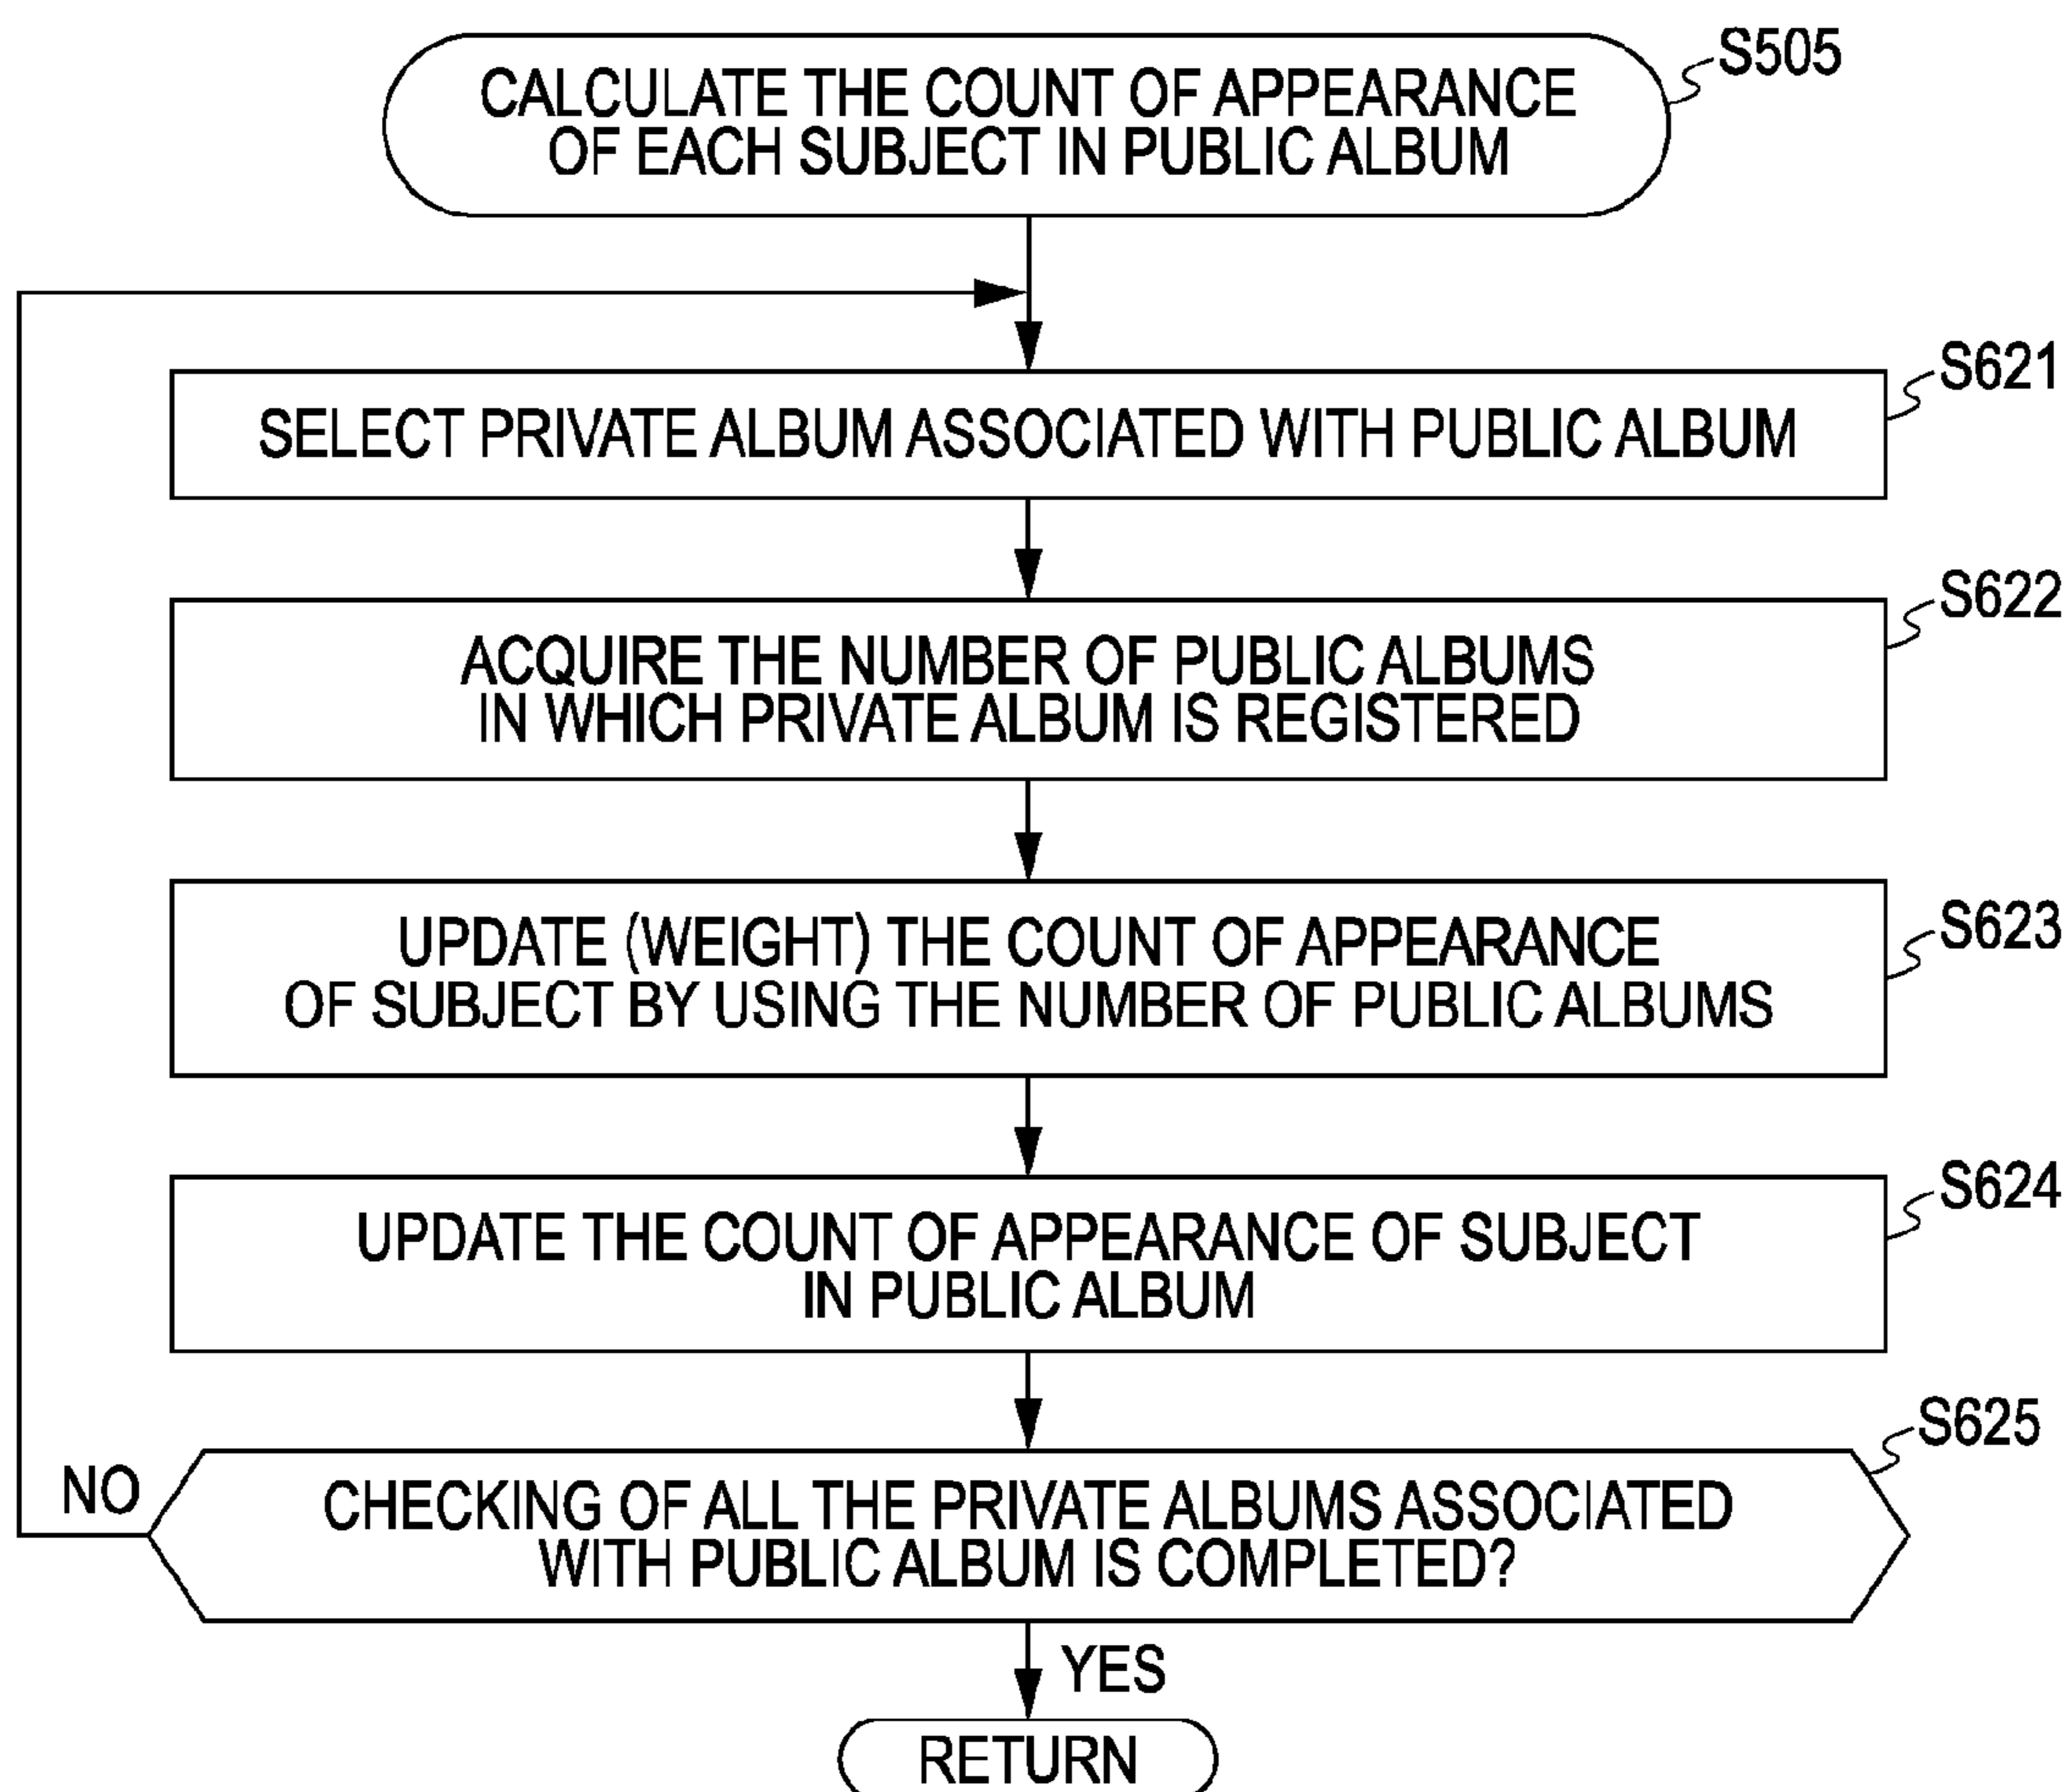 CALCULATE THE COUNT OF APPEARANCE
OF EACH SUBJECT IN PUBLIC ALBUM
S505
SELECT PRIVATE ALBUM ASSOCIATED WITH PUBLIC ALBUM
S621
ACQUIRE THE NUMBER OF PUBLIC ALBUMS
IN WHICH PRIVATE ALBUM IS REGISTERED
S622
UPDATE (WEIGHT) THE COUNT OF APPEARANCE
OF SUBJECT BY USING THE NUMBER OF PUBLIC ALBUMS
S623
UPDATE THE COUNT OF APPEARANCE OF SUBJECT
IN PUBLIC ALBUM
S624
CHECKING OF ALL THE PRIVATE ALBUMS ASSOCIATED
WITH PUBLIC ALBUM IS COMPLETED?
S625
NO
YES
RETURN